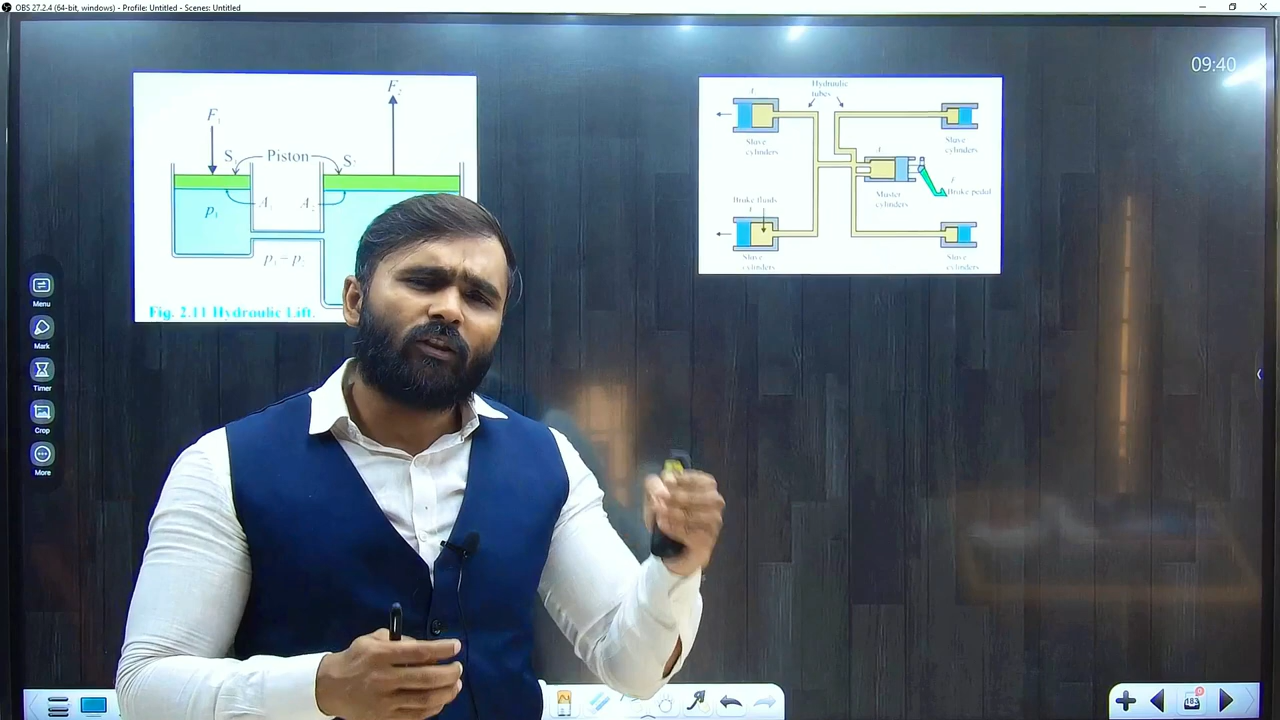 OBS 27.2.4 (64-bit, windows) - Profile: Untitled - Scenes: Untitled
09:40
F₂
F₁
S₁
Piston
S₂
A₁
A₂
P₁
p₁ = p₂
Fig. 2.11 Hydraulic Lift.
Hydraulic
tubes
Slave
cylinders
Slave
cylinders
Master
cylinders
Brake pedal
Brake fluids
Slave
cylinders
Slave
cylinders
Menu
Mark
Timer
Crop
More
183